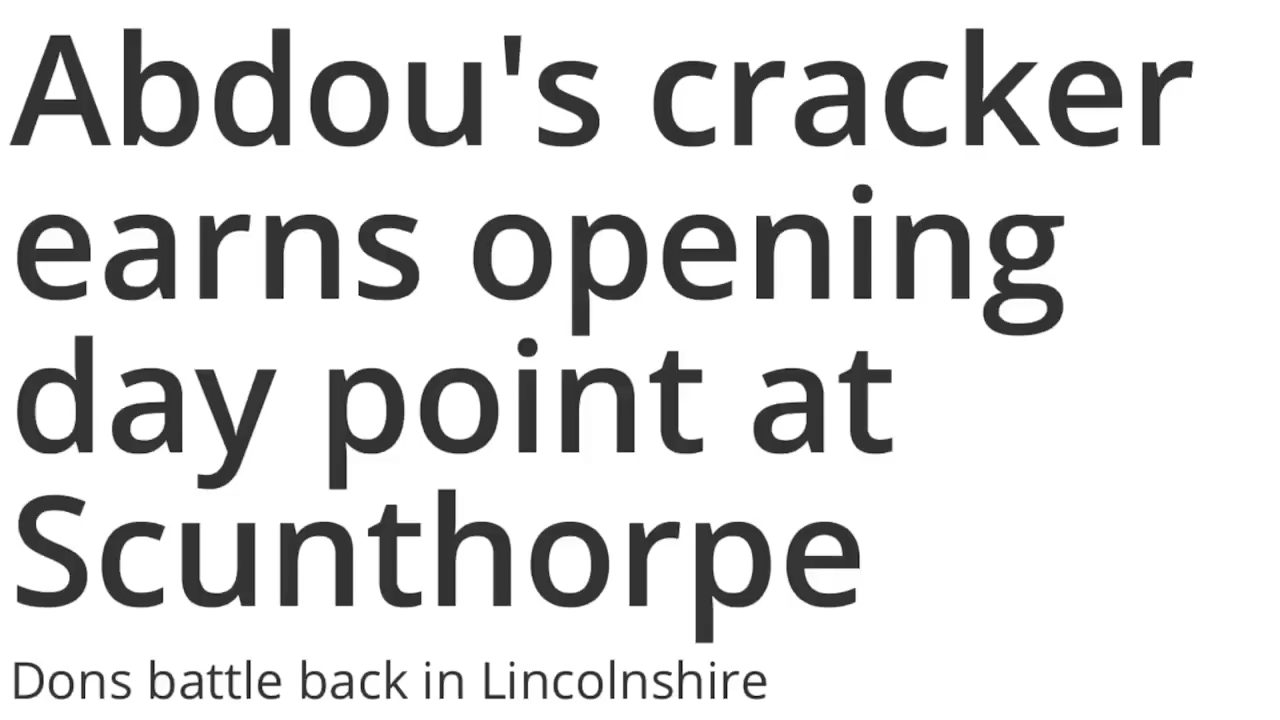 Abdou's cracker
earns opening
day point at
Scunthorpe
Dons battle back in Lincolnshire